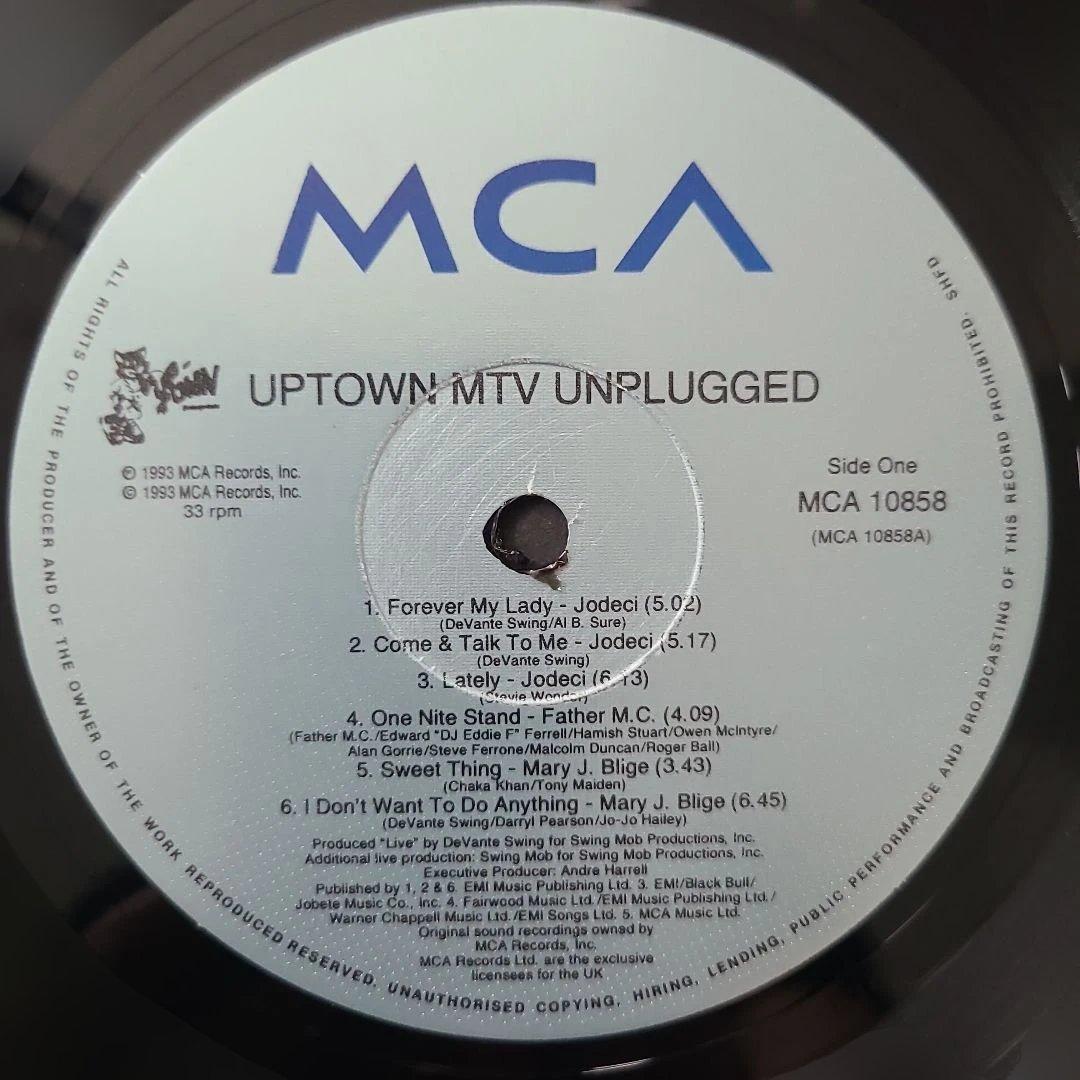 MCA
UPTOWN
UPTOWN MTV UNPLUGGED
℗ 1993 MCA Records, Inc.
© 1993 MCA Records, Inc.
33 rpm
Side One
MCA 10858
(MCA 10858A)
1. Forever My Lady - Jodeci (5.02)
(DeVante Swing/Al B. Sure)
2. Come & Talk To Me - Jodeci (5.17)
(DeVante Swing)
3. Lately - Jodeci (6.13)
(Stevie Wonder)
4. One Nite Stand - Father M.C. (4.09)
(Father M.C./Edward "DJ Eddie F" Ferrell/Hamish Stuart/Owen McIntyre/
Alan Gorrie/Steve Ferrone/Malcolm Duncan/Roger Ball)
5. Sweet Thing - Mary J. Blige (3.43)
(Chaka Khan/Tony Maiden)
6. I Don't Want To Do Anything - Mary J. Blige (6.45)
(DeVante Swing/Darryl Pearson/Jo-Jo Hailey)
Produced "Live" by DeVante Swing for Swing Mob Productions, Inc.
Additional live production: Swing Mob for Swing Mob Productions, Inc.
Executive Producer: Andre Harrell
Published by 1, 2 & 6. EMI Music Publishing Ltd. 3. EMI/Black Bull/
Jobete Music Co., Inc. 4. Fairwood Music Ltd./EMI Music Publishing Ltd./
Warner Chappell Music Ltd./EMI Songs Ltd. 5. MCA Music Ltd.
Original sound recordings owned by
MCA Records, Inc.
MCA Records Ltd. are the exclusive
licensees for the UK
ALL RIGHTS OF THE PRODUCER AND OF THE OWNER OF THE WORK REPRODUCED RESERVED. UNAUTHORISED COPYING, HIRING, LENDING, PUBLIC PERFORMANCE AND BROADCASTING OF THIS RECORD PROHIBITED. SHFD